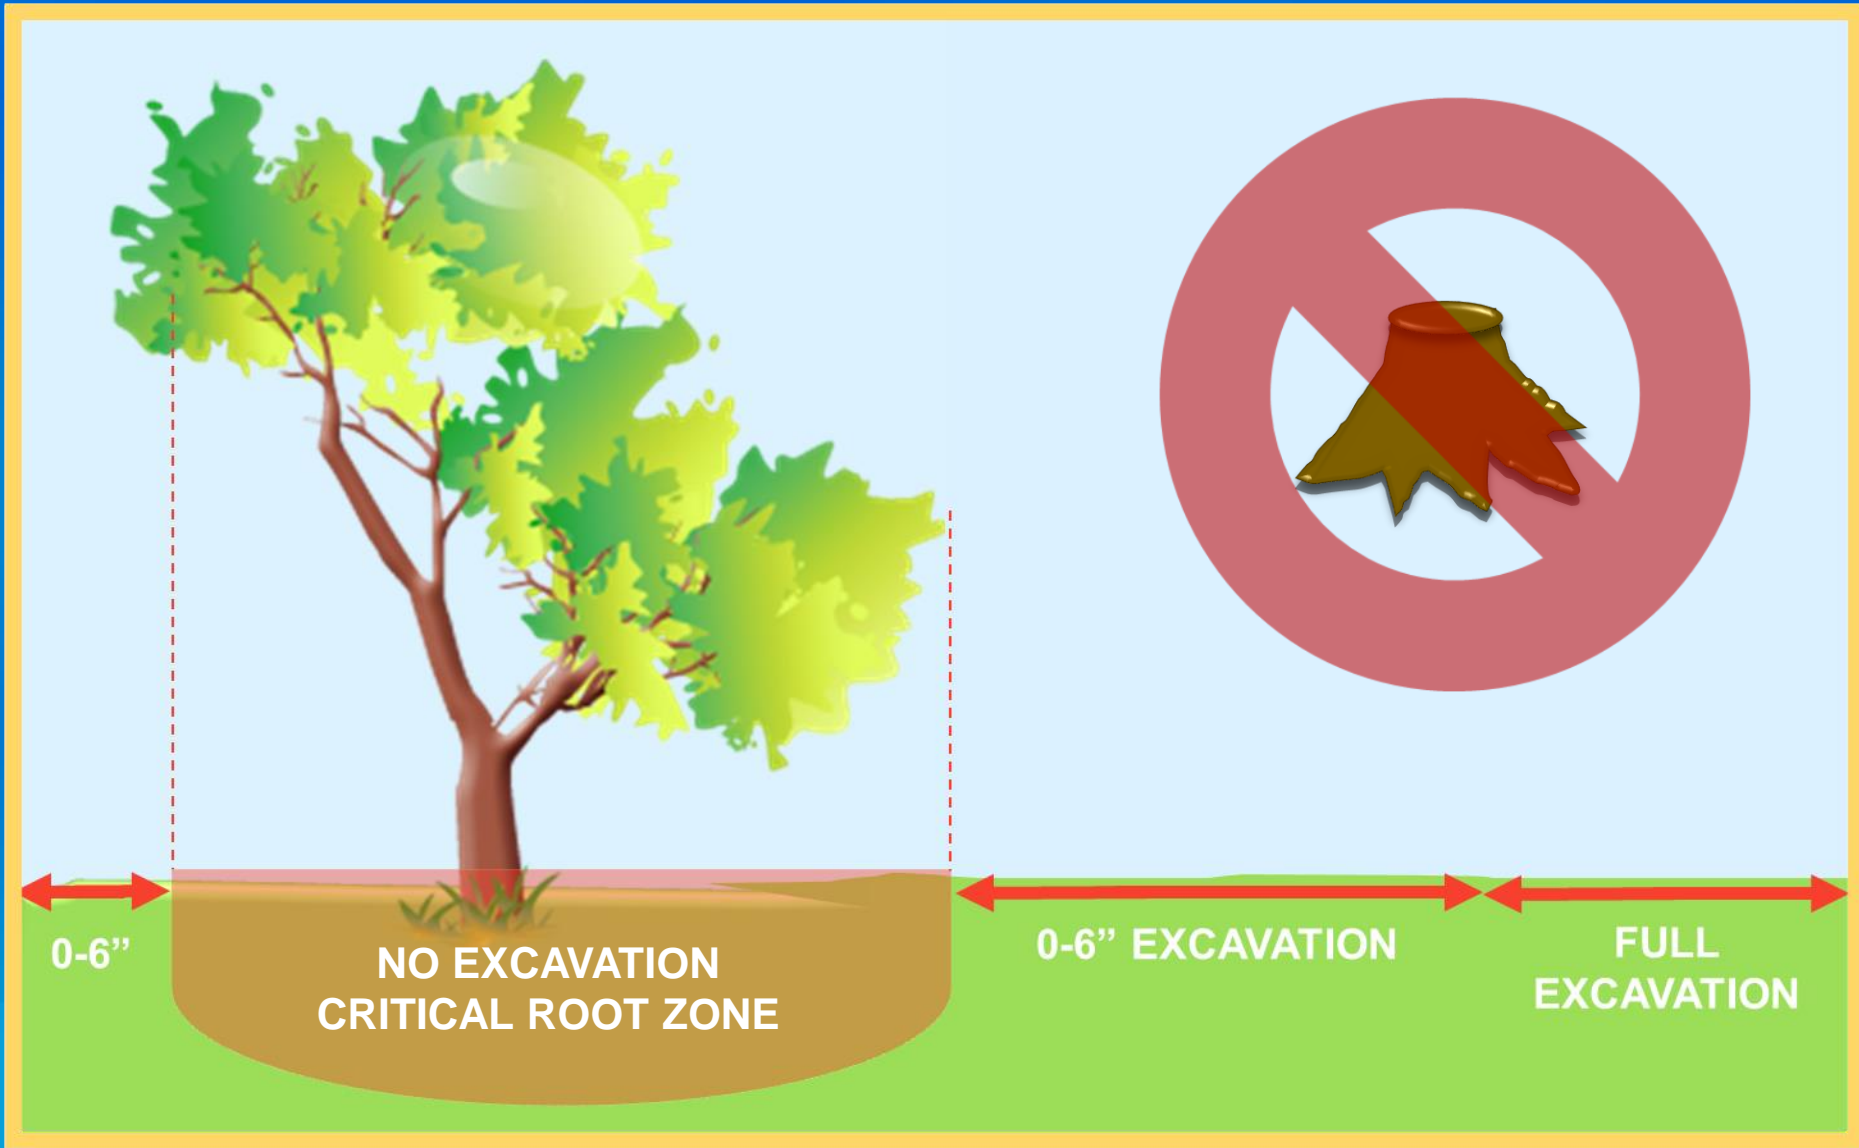 0-6”
NO EXCAVATION
CRITICAL ROOT ZONE
0-6” EXCAVATION
FULL
EXCAVATION